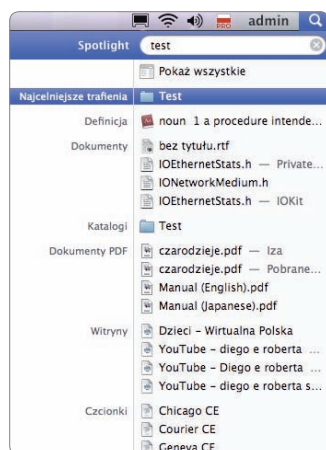 PRO admin
Spotlight test
Pokaż wszystkie
Najcelniejsze trafienia Test
Definicja noun 1 a procedure intende...
Dokumenty bez tytułu.rtf
IOEthernetStats.h — Private...
IONetworkMedium.h
IOEthernetStats.h — IOKit
Katalogi Test
Dokumenty PDF czarodzieje.pdf — Iza
czarodzieje.pdf — Pobrane...
Manual (English).pdf
Manual (Japanese).pdf
Witryny Dzieci – Wirtualna Polska
YouTube – diego e roberta ...
YouTube – Diego e roberta ...
YouTube – diego e roberta s...
Czcionki Chicago CE
Courier CE
Geneva CE